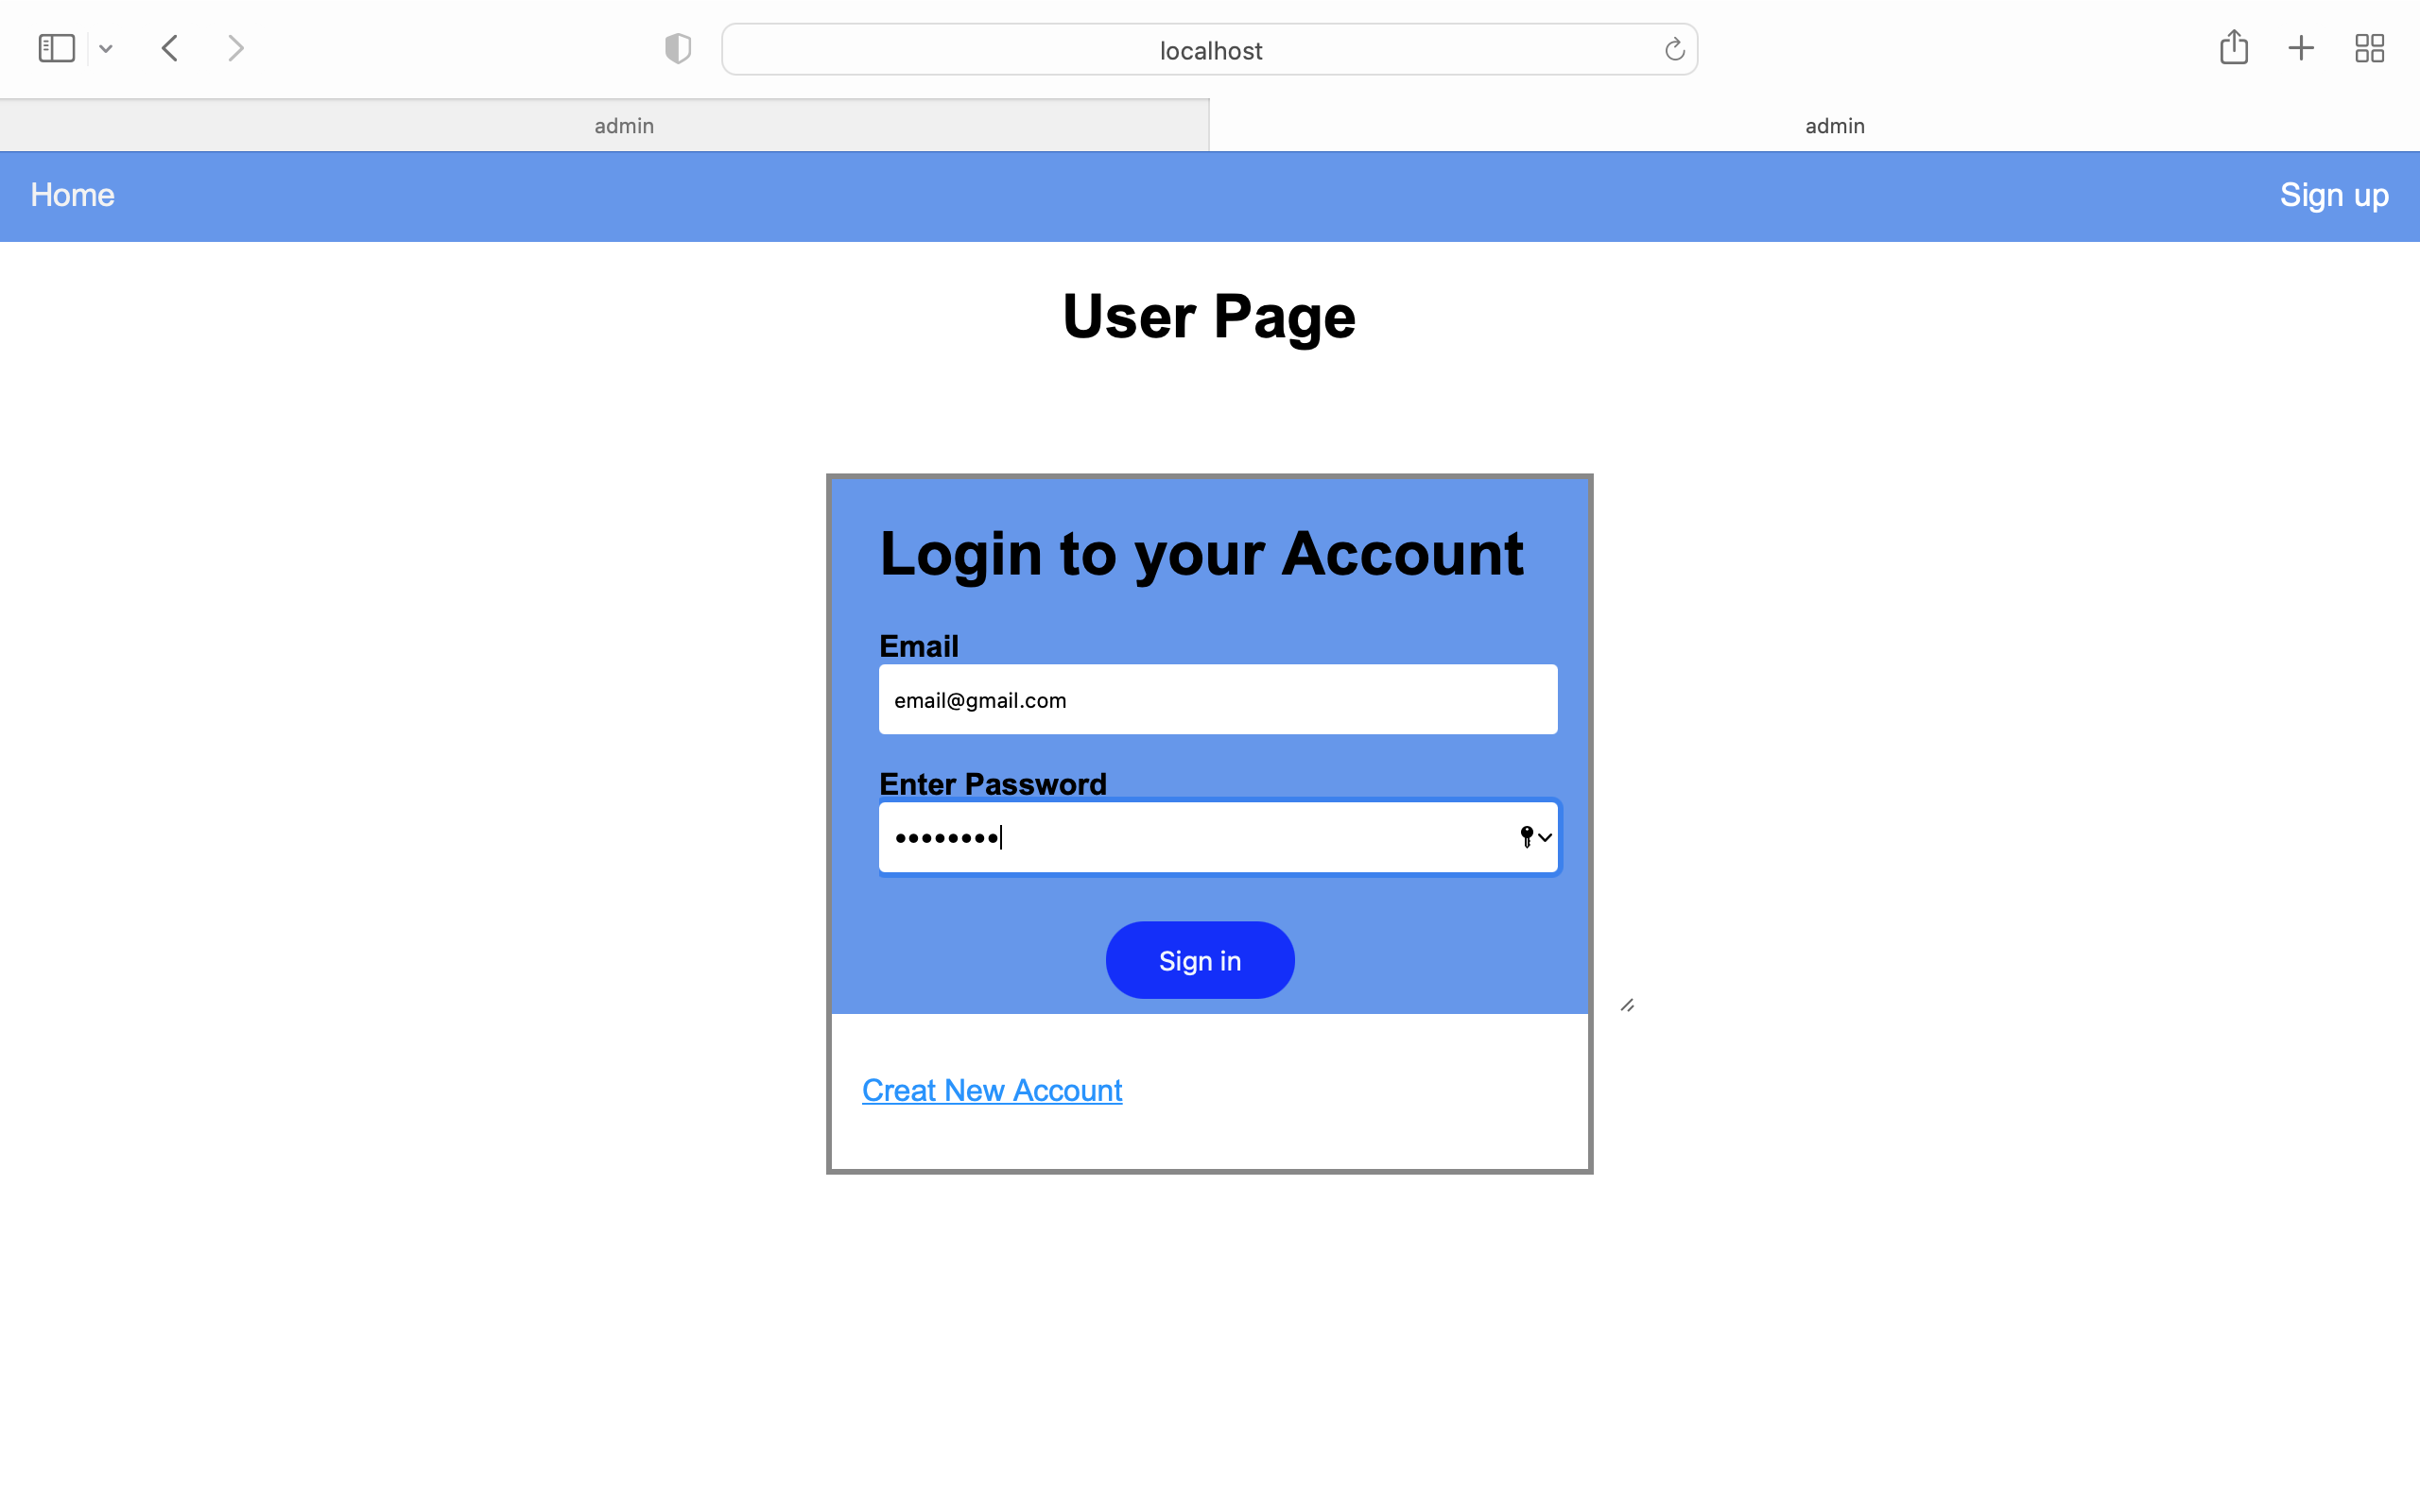 localhost
admin
admin
Home
Sign up
User Page
Login to your Account
Email
email@gmail.com
Enter Password
••••••••
Sign in
Creat New Account